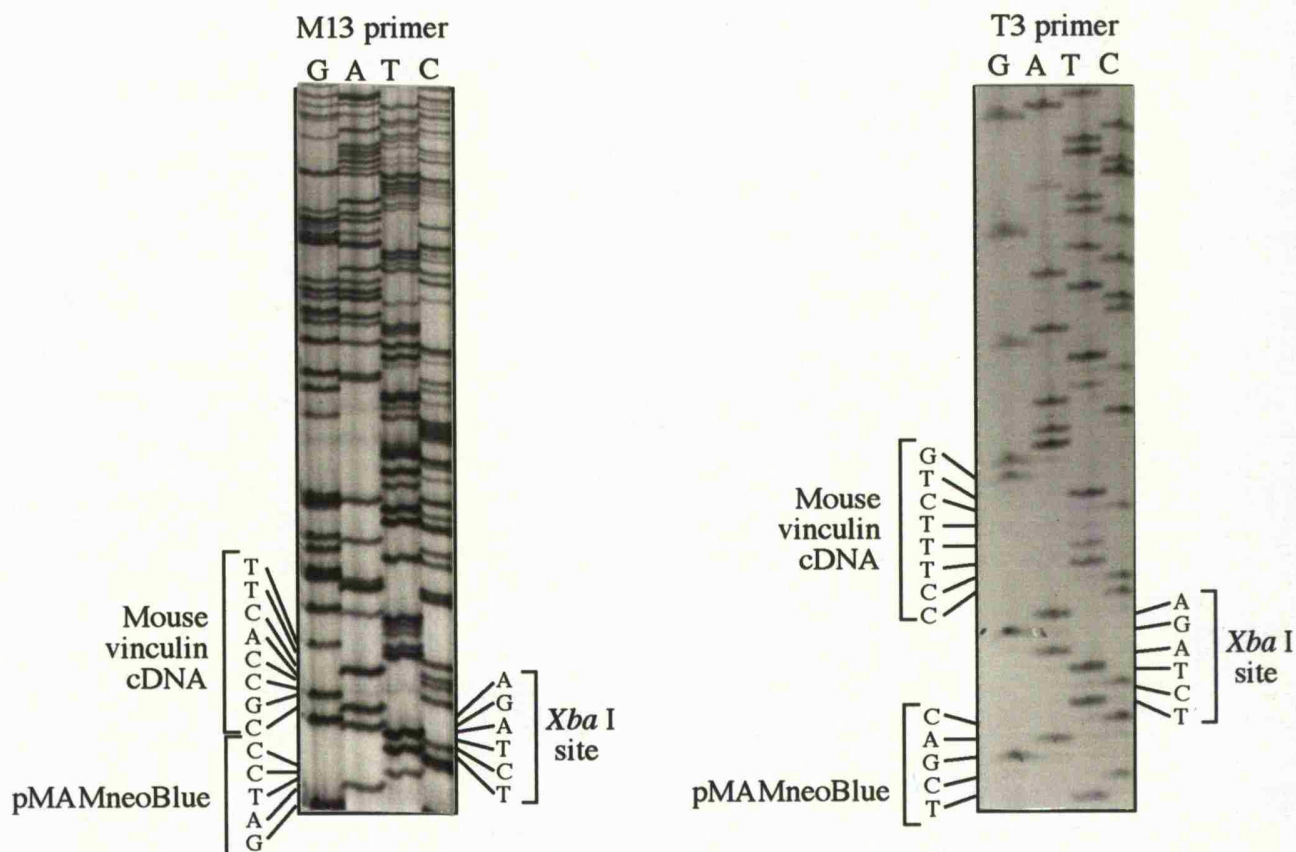 M13 primer
G A T C
T
T
C
A
C
C
G
C
Mouse
vinculin
cDNA
C
C
T
A
G
pMAMneoBlue
A
G
A
T
C
T
Xba I
site
T3 primer
G A T C
G
T
C
T
T
T
C
C
Mouse
vinculin
cDNA
A
G
A
T
C
T
Xba I
site
C
A
G
C
T
pMAMneoBlue